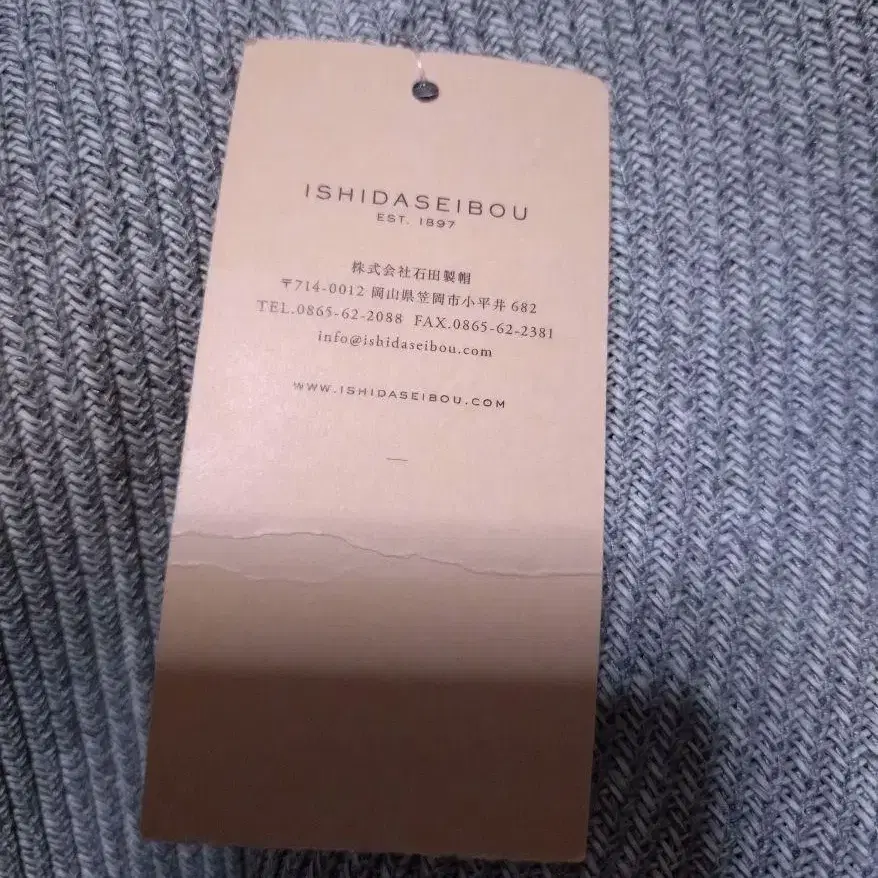 ISHIDASEIBOU
EST. 1897
株式会社石田製帽
〒714-0012 岡山県笠岡市小平井 682
TEL.0865-62-2088 FAX.0865-62-2381
info@ishidaseibou.com
WWW.ISHIDASEIBOU.COM